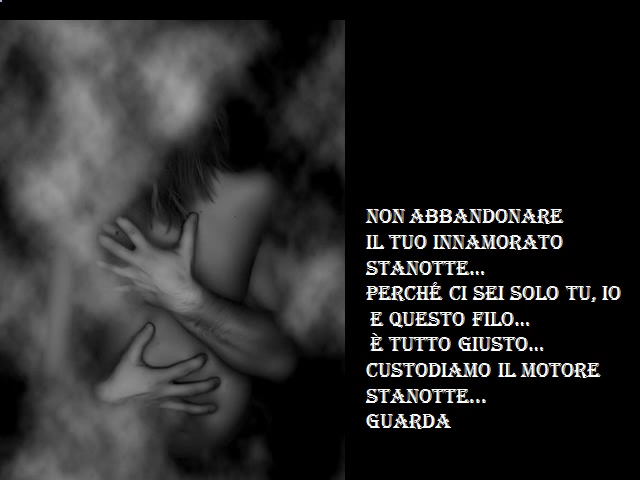 NON ABBANDONARE
IL TUO INNAMORATO
STANOTTE...
PERCHÉ CI SEI SOLO TU, IO
E QUESTO FILO...
È TUTTO GIUSTO...
CUSTODIAMO IL MOTORE
STANOTTE...
GUARDA